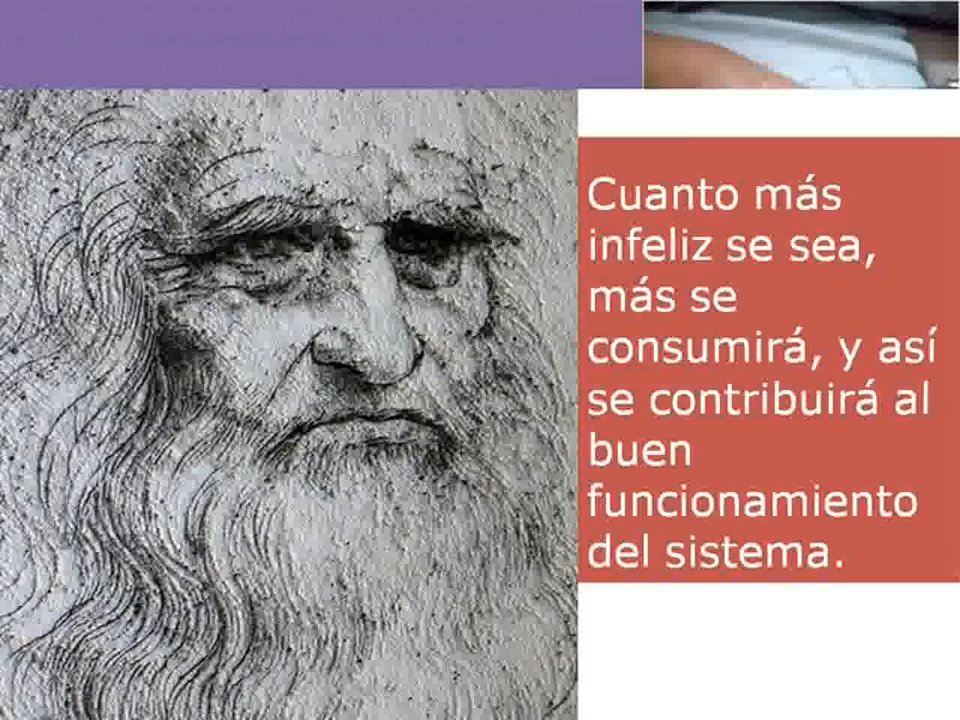 Cuanto más
infeliz se sea,
más se
consumirá, y así
se contribuirá al
buen
funcionamiento
del sistema.